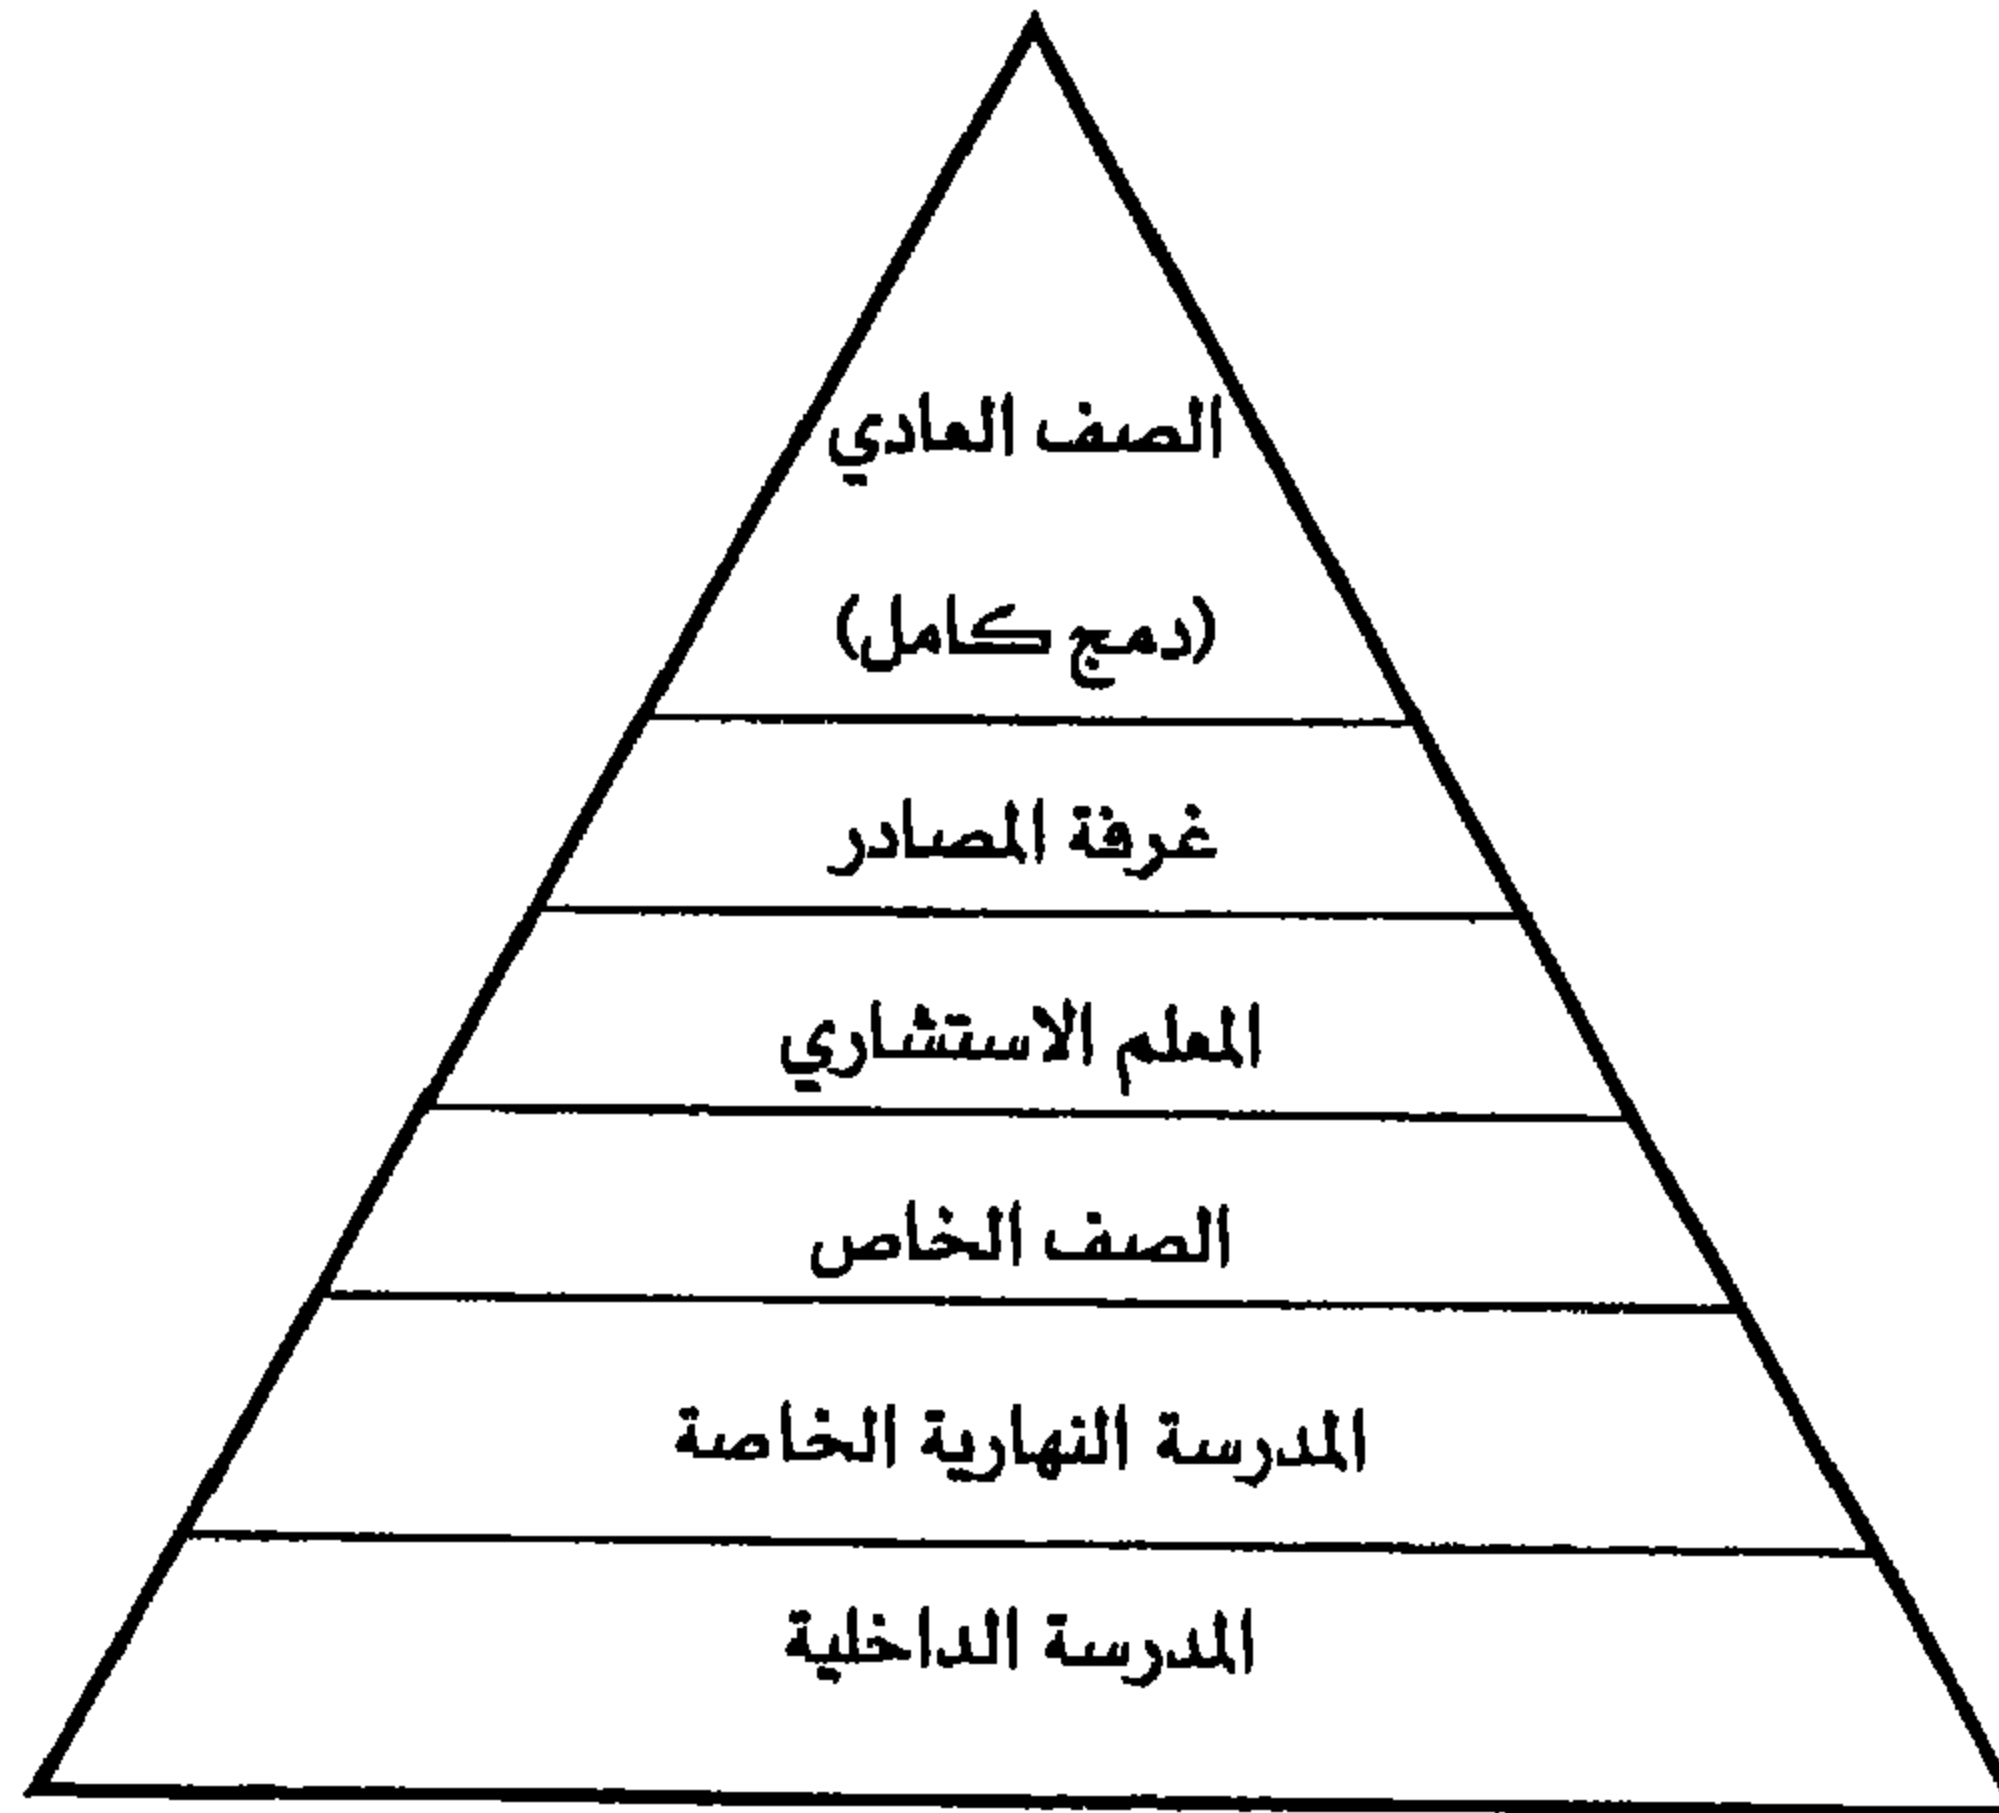 الصف العادي
(دمج كامل)
غرفة المصادر
المعلم الاستشاري
الصف الخاص
المدرسة النهارية الخاصة
المدرسة الداخلية